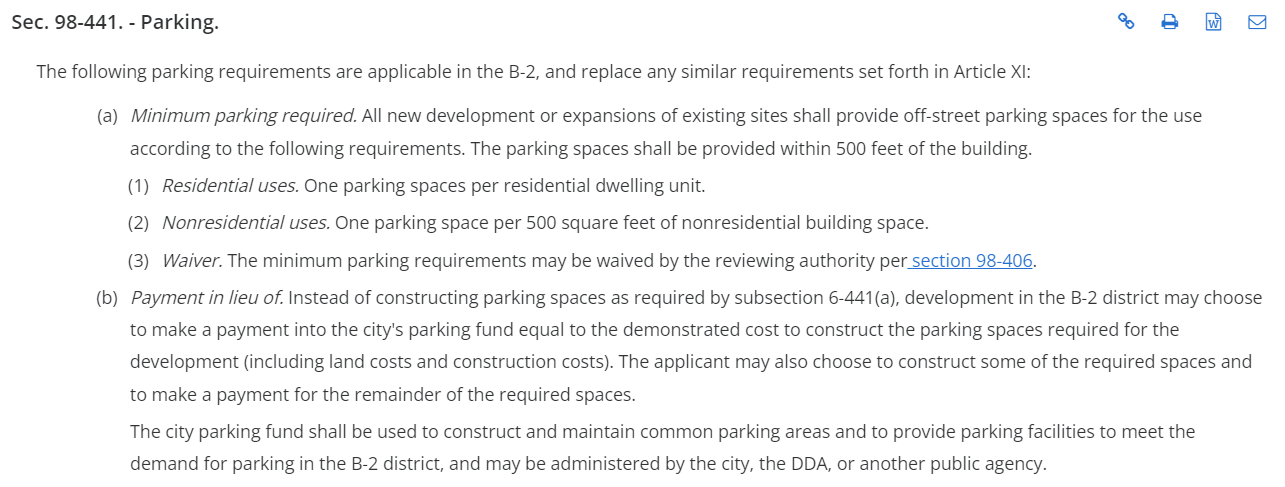 Sec. 98-441. - Parking.
The following parking requirements are applicable in the B-2, and replace any similar requirements set forth in Article XI:
(a) Minimum parking required. All new development or expansions of existing sites shall provide off-street parking spaces for the use
according to the following requirements. The parking spaces shall be provided within 500 feet of the building.
(1) Residential uses. One parking spaces per residential dwelling unit.
(2) Nonresidential uses. One parking space per 500 square feet of nonresidential building space.
(3) Waiver. The minimum parking requirements may be waived by the reviewing authority per section 98-406.
(b) Payment in lieu of. Instead of constructing parking spaces as required by subsection 6-441(a), development in the B-2 district may choose
to make a payment into the city's parking fund equal to the demonstrated cost to construct the parking spaces required for the
development (including land costs and construction costs). The applicant may also choose to construct some of the required spaces and
to make a payment for the remainder of the required spaces.
The city parking fund shall be used to construct and maintain common parking areas and to provide parking facilities to meet the
demand for parking in the B-2 district, and may be administered by the city, the DDA, or another public agency.